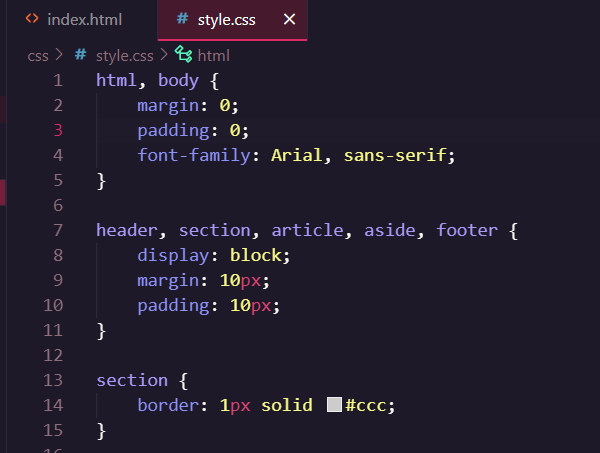 <> index.html # style.css ×
css > # style.css > html
1 html, body {
2     margin: 0;
3     padding: 0;
4     font-family: Arial, sans-serif;
5 }
6
7 header, section, article, aside, footer {
8     display: block;
9     margin: 10px;
10     padding: 10px;
11 }
12
13 section {
14     border: 1px solid #ccc;
15 }